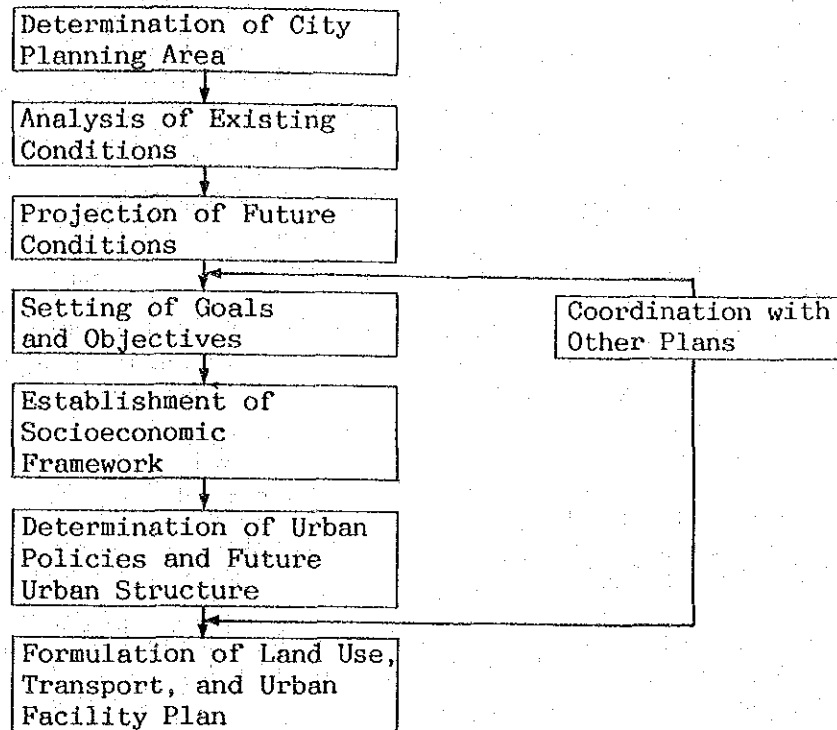 Determination of City
Planning Area
Analysis of Existing
Conditions
Projection of Future
Conditions
Setting of Goals
and Objectives
Coordination with
Other Plans
Establishment of
Socioeconomic
Framework
Determination of Urban
Policies and Future
Urban Structure
Formulation of Land Use,
Transport, and Urban
Facility Plan